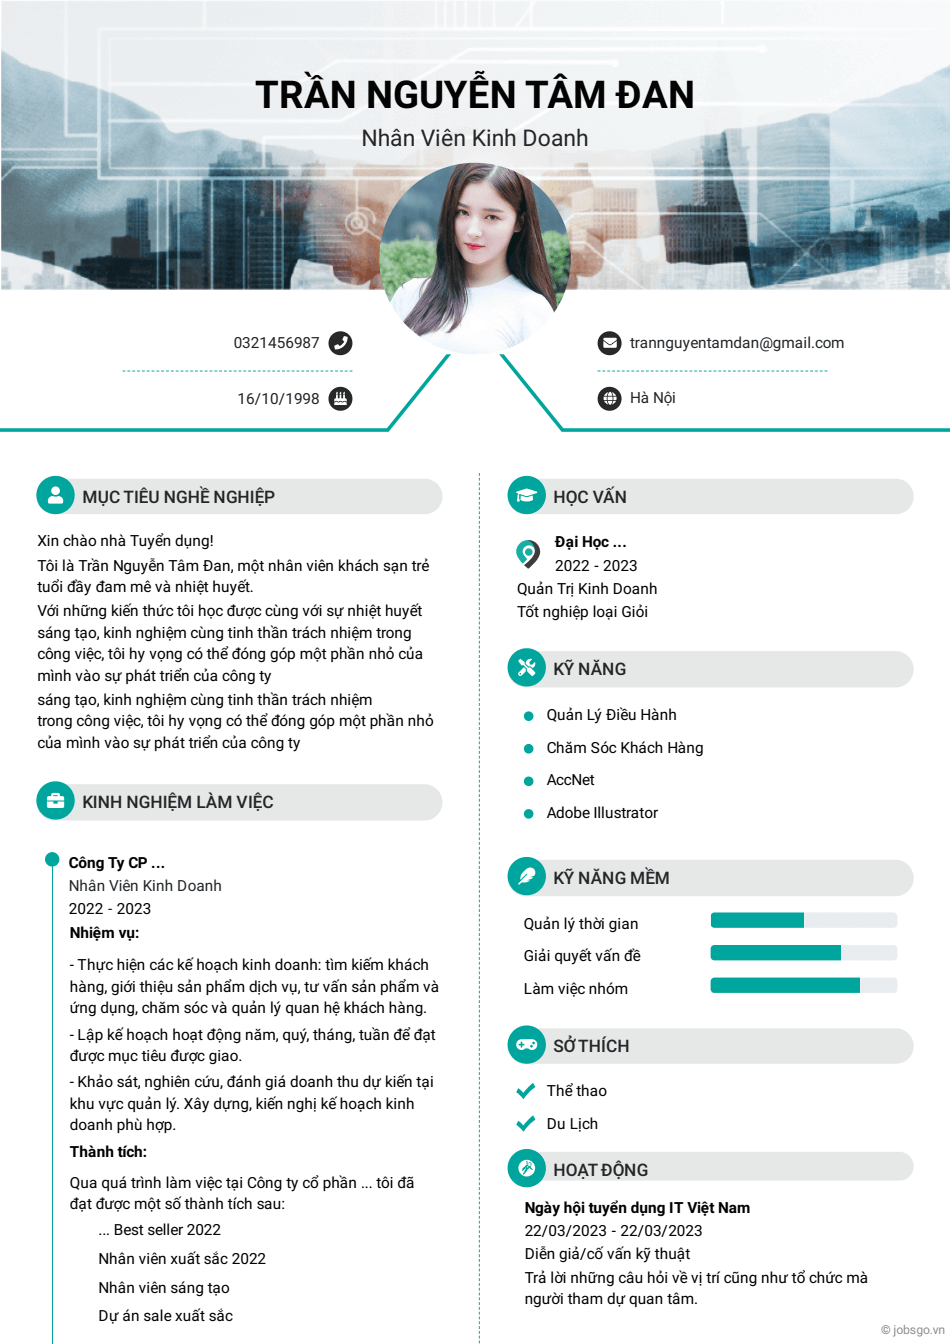 TRẦN NGUYỄN TÂM ĐAN
Nhân Viên Kinh Doanh
0321456987
16/10/1998
trannguyentamdan@gmail.com
Hà Nội
MỤC TIÊU NGHỀ NGHIỆP
Xin chào nhà Tuyển dụng!
Tôi là Trần Nguyễn Tâm Đan, một nhân viên khách sạn trẻ
tuổi đầy đam mê và nhiệt huyết.
Với những kiến thức tôi học được cùng với sự nhiệt huyết
sáng tạo, kinh nghiệm cùng tinh thần trách nhiệm trong
công việc, tôi hy vọng có thể đóng góp một phần nhỏ của
mình vào sự phát triển của công ty
sáng tạo, kinh nghiệm cùng tinh thần trách nhiệm
trong công việc, tôi hy vọng có thể đóng góp một phần nhỏ
của mình vào sự phát triển của công ty
KINH NGHIỆM LÀM VIỆC
Công Ty CP ...
Nhân Viên Kinh Doanh
2022 - 2023
Nhiệm vụ:
- Thực hiện các kế hoạch kinh doanh: tìm kiếm khách
hàng, giới thiệu sản phẩm dịch vụ, tư vấn sản phẩm và
ứng dụng, chăm sóc và quản lý quan hệ khách hàng.
- Lập kế hoạch hoạt động năm, quý, tháng, tuần để đạt
được mục tiêu được giao.
- Khảo sát, nghiên cứu, đánh giá doanh thu dự kiến tại
khu vực quản lý. Xây dựng, kiến nghị kế hoạch kinh
doanh phù hợp.
Thành tích:
Qua quá trình làm việc tại Công ty cổ phần ... tôi đã
đạt được một số thành tích sau:
... Best seller 2022
Nhân viên xuất sắc 2022
Nhân viên sáng tạo
Dự án sale xuất sắc
HỌC VẤN
Đại Học ...
2022 - 2023
Quản Trị Kinh Doanh
Tốt nghiệp loại Giỏi
KỸ NĂNG
Quản Lý Điều Hành
Chăm Sóc Khách Hàng
AccNet
Adobe Illustrator
KỸ NĂNG MỀM
Quản lý thời gian
Giải quyết vấn đề
Làm việc nhóm
SỞ THÍCH
Thể thao
Du Lịch
HOẠT ĐỘNG
Ngày hội tuyển dụng IT Việt Nam
22/03/2023 - 22/03/2023
Diễn giả/cố vấn kỹ thuật
Trả lời những câu hỏi về vị trí cũng như tổ chức mà
người tham dự quan tâm.
© jobsgo.vn